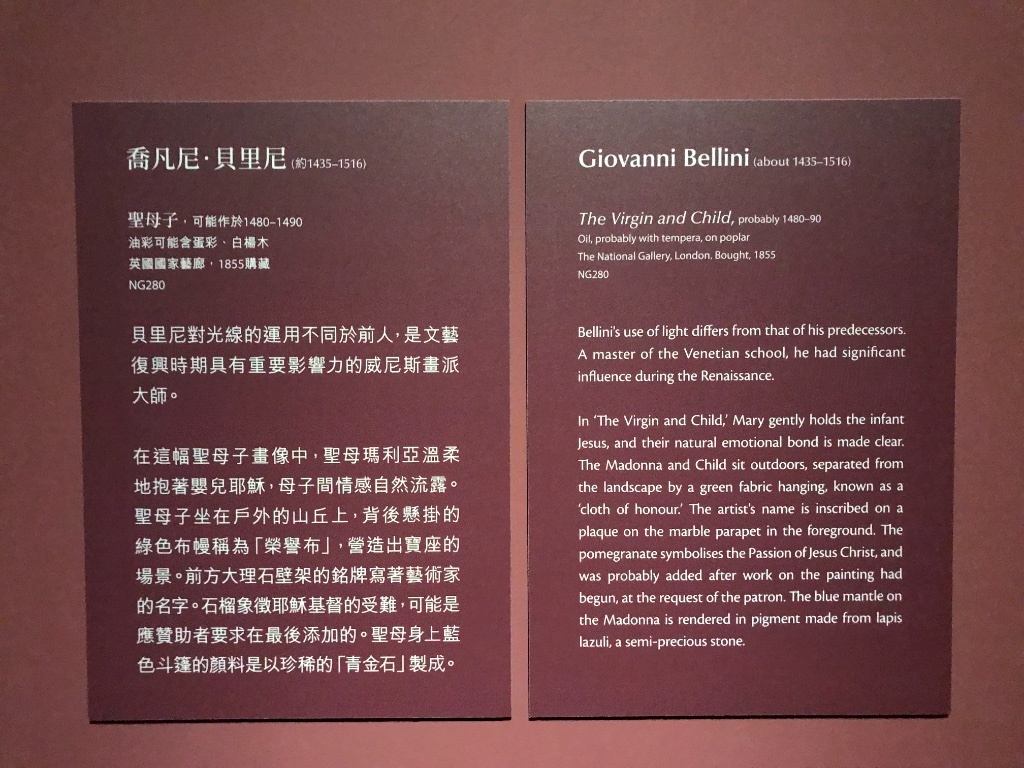 喬凡尼·貝里尼 (約1435–1516)
聖母子，可能作於1480–1490
油彩可能含蛋彩、白楊木
英國國家藝廊，1855購藏
NG280
貝里尼對光線的運用不同於前人，是文藝
復興時期具有重要影響力的威尼斯畫派
大師。
在這幅聖母子畫像中，聖母瑪利亞溫柔
地抱著嬰兒耶穌，母子間情感自然流露。
聖母子坐在戶外的山丘上，背後懸掛的
綠色布幔稱為「榮譽布」，營造出寶座的
場景。前方大理石壁架的銘牌寫著藝術家
的名字。石榴象徵耶穌基督的受難，可能是
應贊助者要求在最後添加的。聖母身上藍
色斗篷的顏料是以珍稀的「青金石」製成。
Giovanni Bellini (about 1435–1516)
The Virgin and Child, probably 1480–90
Oil, probably with tempera, on poplar
The National Gallery, London. Bought, 1855
NG280
Bellini's use of light differs from that of his predecessors.
A master of the Venetian school, he had significant
influence during the Renaissance.
In ‘The Virgin and Child,’ Mary gently holds the infant
Jesus, and their natural emotional bond is made clear.
The Madonna and Child sit outdoors, separated from
the landscape by a green fabric hanging, known as a
‘cloth of honour.’ The artist's name is inscribed on a
plaque on the marble parapet in the foreground. The
pomegranate symbolises the Passion of Jesus Christ, and
was probably added after work on the painting had
begun, at the request of the patron. The blue mantle on
the Madonna is rendered in pigment made from lapis
lazuli, a semi-precious stone.